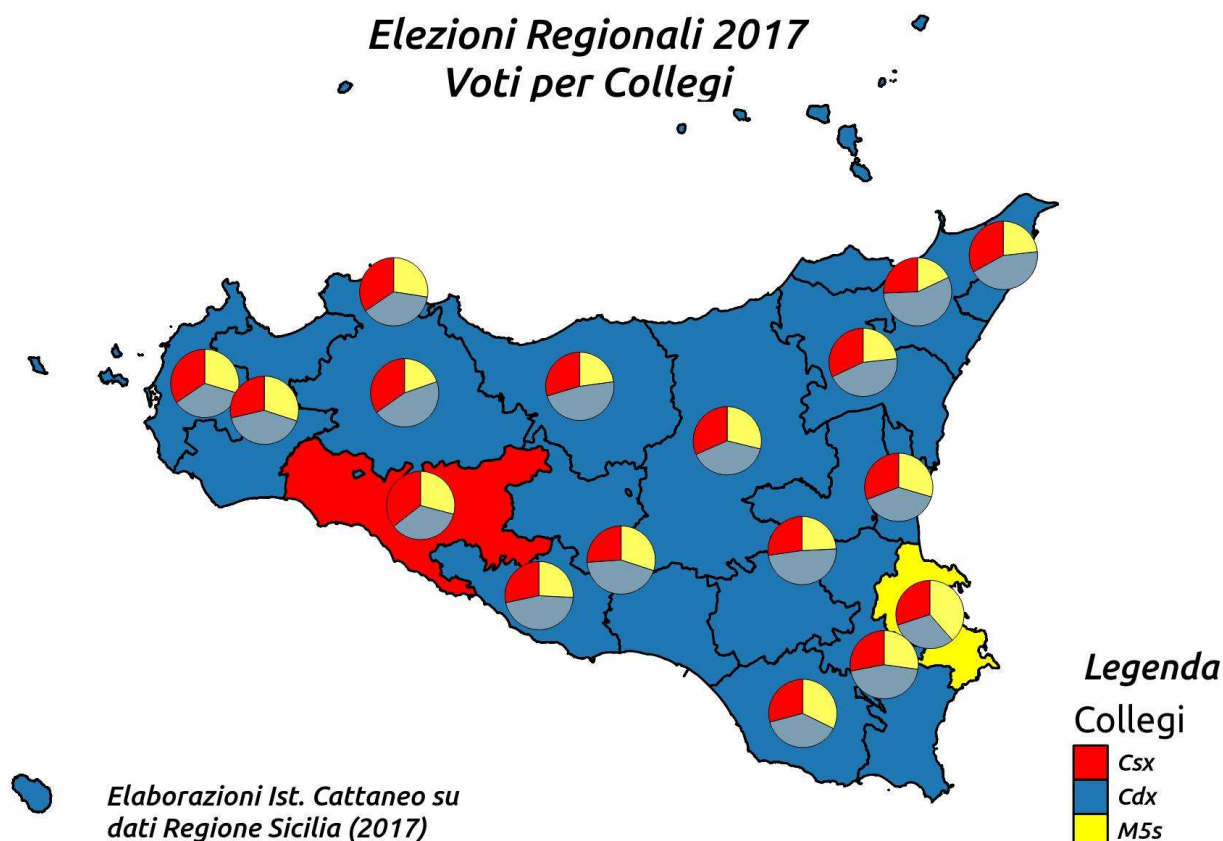 Elezioni Regionali 2017
Voti per Collegi
Legenda
Collegi
Csx
Cdx
M5s
Elaborazioni Ist. Cattaneo su
dati Regione Sicilia (2017)